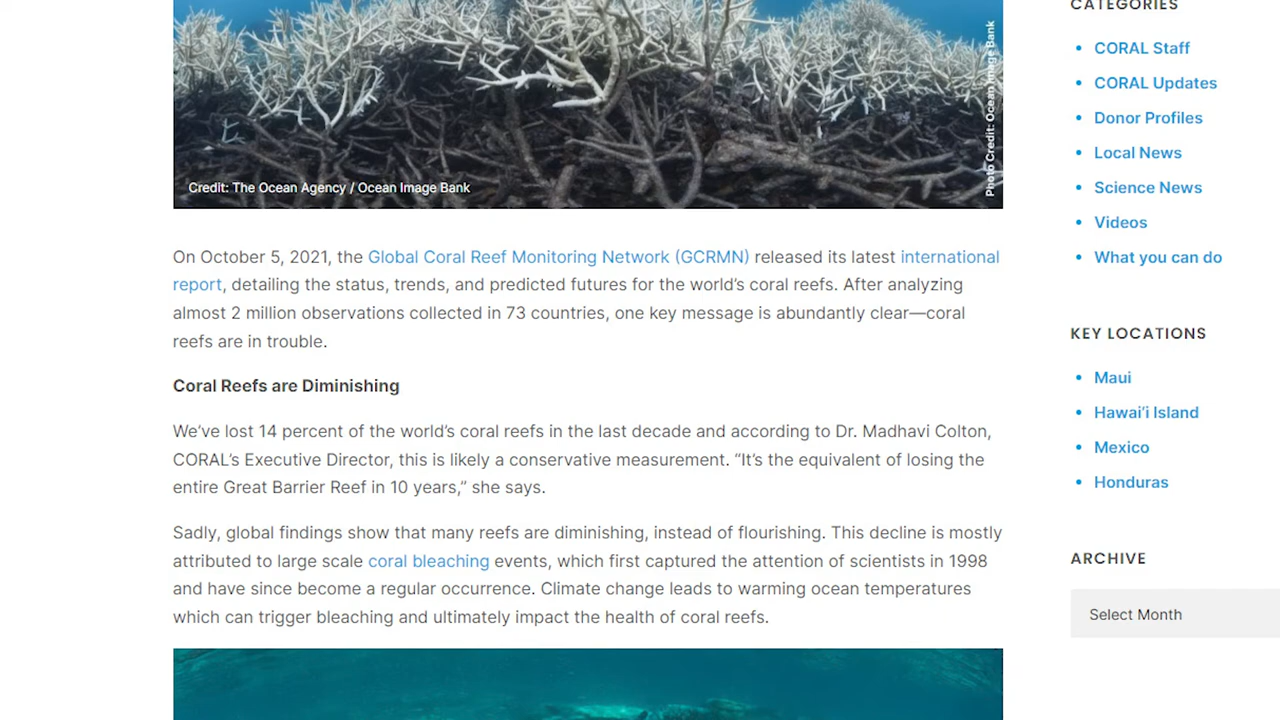 Photo Credit: Ocean Image Bank
Credit: The Ocean Agency / Ocean Image Bank
On October 5, 2021, the Global Coral Reef Monitoring Network (GCRMN) released its latest international
report, detailing the status, trends, and predicted futures for the world’s coral reefs. After analyzing
almost 2 million observations collected in 73 countries, one key message is abundantly clear—coral
reefs are in trouble.
Coral Reefs are Diminishing
We’ve lost 14 percent of the world’s coral reefs in the last decade and according to Dr. Madhavi Colton,
CORAL’s Executive Director, this is likely a conservative measurement. “It’s the equivalent of losing the
entire Great Barrier Reef in 10 years,” she says.
Sadly, global findings show that many reefs are diminishing, instead of flourishing. This decline is mostly
attributed to large scale coral bleaching events, which first captured the attention of scientists in 1998
and have since become a regular occurrence. Climate change leads to warming ocean temperatures
which can trigger bleaching and ultimately impact the health of coral reefs.
CATEGORIES
• CORAL Staff
• CORAL Updates
• Donor Profiles
• Local News
• Science News
• Videos
• What you can do
KEY LOCATIONS
• Maui
• Hawai’i Island
• Mexico
• Honduras
ARCHIVE
Select Month